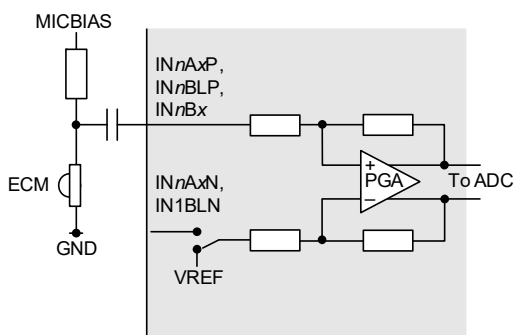 MICBIAS
INnAxP,
INnBLP,
INnBx
ECM
+
PGA
−
To ADC
INnAxN,
IN1BLN
GND
VREF